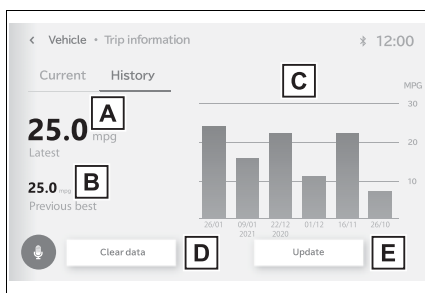 < Vehicle • Trip information
12:00
Current History
A
C
MPG
25.0 mpg
Latest
B
25.0 mpg
Previous best
30
20
10
26/01 09/01 22/12 01/12 16/11 26/10
2021 2020
Clear data
D
Update
E